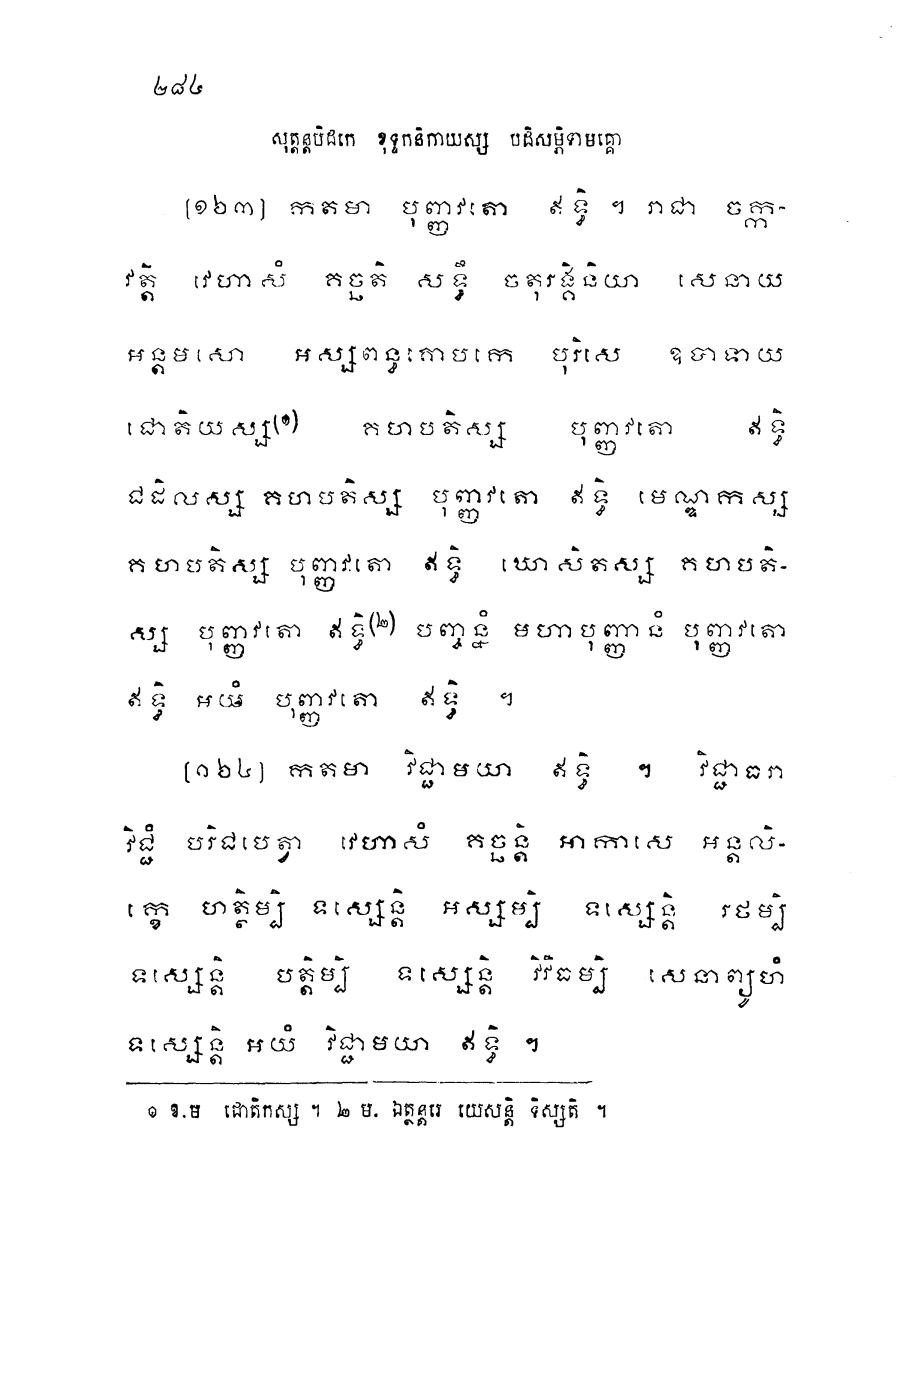 ២៨៤
សុត្តន្តបិដកេ ខុទ្ទកនិកាយស្ស បដិសម្ភិទាមគ្គោ
[១៦៣] កតមា បុញ្ញវតោ ឥទ្ធិ ។ រាជា ចក្ក-
វត្តិ វេហាសំ គច្ឆតិ សទ្ធឹ ចតុរង្គិនិយា សេនាយ
អន្តមសោ អស្សពន្ធគោបកេ បុរិសេ ឧបាទាយ
ជោតិយស្ស(១) គហបតិស្ស បុញ្ញវតោ ឥទ្ធិ
ជដិលស្ស គហបតិស្ស បុញ្ញវតោ ឥទ្ធិ មេណ្ឌកស្ស
គហបតិស្ស បុញ្ញវតោ ឥទ្ធិ ឃោសិតស្ស គហបតិ-
ស្ស បុញ្ញវតោ ឥទ្ធិ(២) បញ្ចន្នំ មហាបុញ្ញានំ បុញ្ញវតោ
ឥទ្ធិ អយំ បុញ្ញវតោ ឥទ្ធិ ។
[១៦៤] កតមា វិជ្ជាមយា ឥទ្ធិ ។ វិជ្ជាធរា
វិជ្ជំ បរិជបេត្វា វេហាសំ គច្ឆន្តិ អាកាសេ អន្តលិ-
ក្ខេ ហត្ថិម្បិ ទស្សេន្តិ អស្សម្បិ ទស្សេន្តិ រថម្បិ
ទស្សេន្តិ បត្តិម្បិ ទស្សេន្តិ វិវិធម្បិ សេនាព្យូហំ
ទស្សេន្តិ អយំ វិជ្ជាមយា ឥទ្ធិ ។
១ ឱ.ម ជោតិកស្ស ។ ២ ម. ឯត្ថន្តរេ យេសន្តិ ទិស្សតិ ។